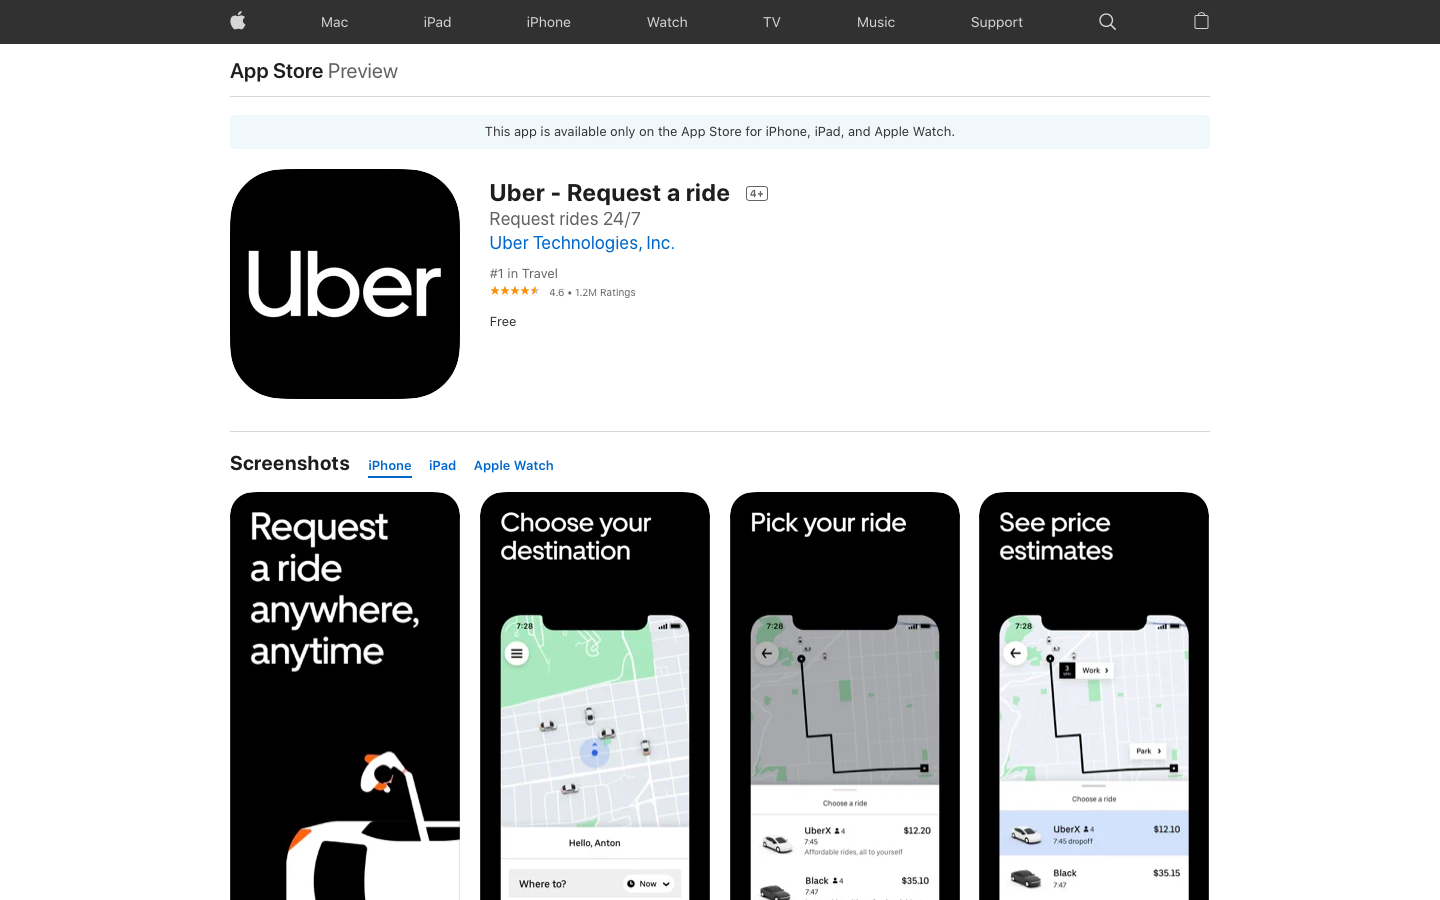 Mac iPad iPhone Watch TV Music Support
App Store Preview
This app is available only on the App Store for iPhone, iPad, and Apple Watch.
Uber
Uber - Request a ride 4+
Request rides 24/7
Uber Technologies, Inc.
#1 in Travel
4.6 • 1.2M Ratings
Free
Screenshots iPhone iPad Apple Watch
Request
a ride
anywhere,
anytime
Choose your
destination
7:28
Hello, Anton
Where to? Now
Pick your ride
7:28
Choose a ride
UberX 4 $12.20
7:45
Affordable rides, all to yourself
Black 4 $35.10
7:47
See price
estimates
7:28
3
Work
Park
Choose a ride
UberX 4 $12.10
7:45 dropoff
Black $35.15
7:47